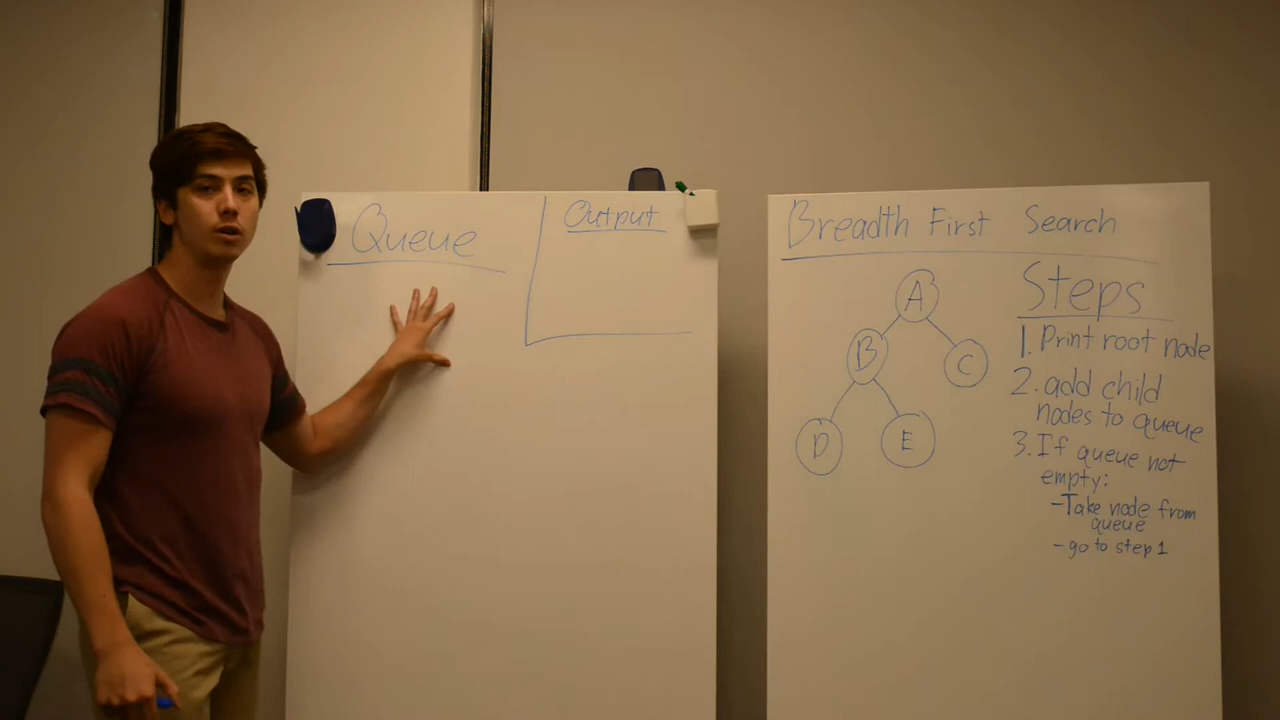 Queue
Output
Breadth First Search
A
B
C
D
E
Steps
1. Print root node
2. add child
nodes to queue
3. If queue not
empty:
-Take node from
queue
-go to step 1